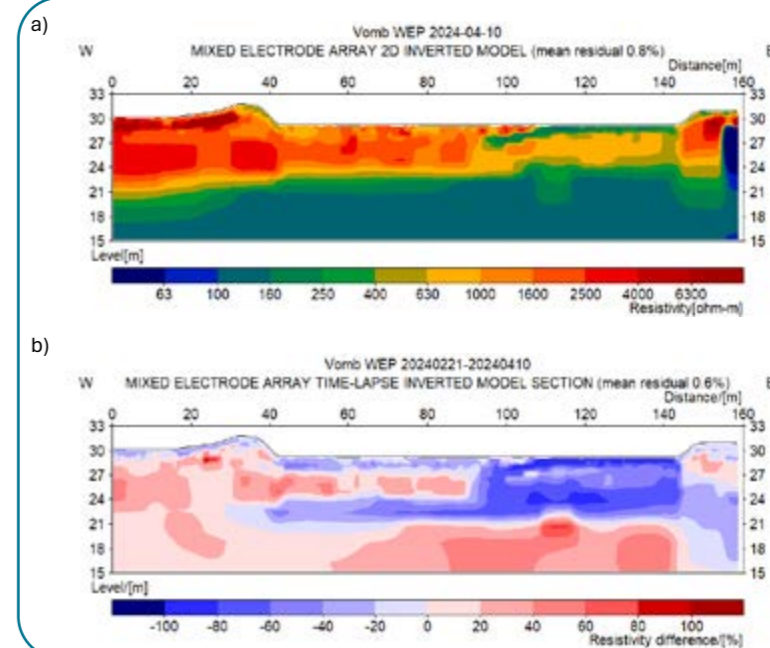 a)
Vomb WEP 2024-04-10
W MIXED ELECTRODE ARRAY 2D INVERTED MODEL (mean residual 0.8%)
Distance[m]
0 20 40 60 80 100 120 140 160
33 33
30 30
27 27
24 24
21 21
18 18
15 15
Level[m]
63 100 160 250 400 630 1000 1600 2500 4000 6300
Resistivity[ohm-m]
b)
Vomb WEP 20240221-20240410
W MIXED ELECTRODE ARRAY TIME-LAPSE INVERTED MODEL SECTION (mean residual 0.6%)
Distance/[m]
0 20 40 60 80 100 120 140 160
33 33
30 30
27 27
24 24
21 21
18 18
15 15
Level/[m]
-100 -80 -60 -40 -20 0 20 40 60 80 100
Resistivity difference/[%]